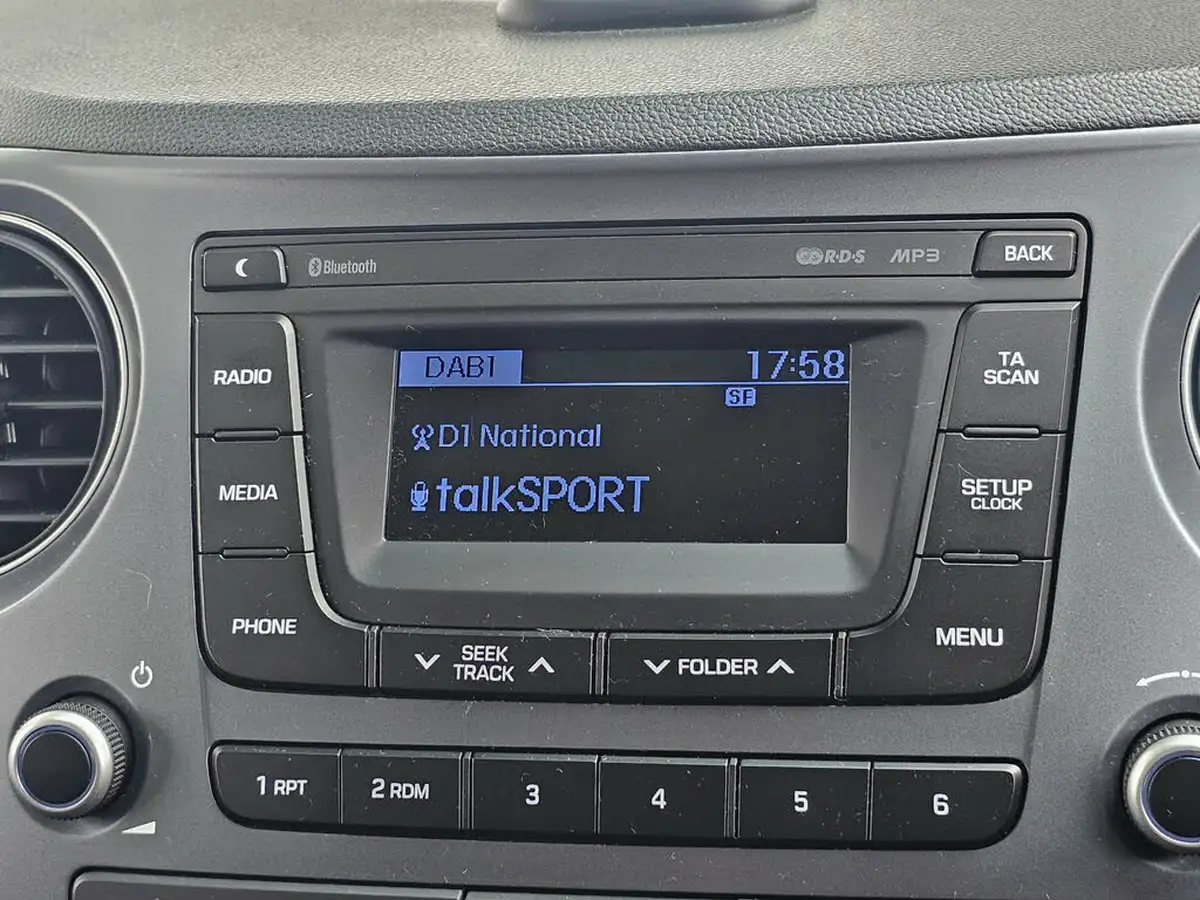 Bluetooth
R·D·S
MP3
BACK
RADIO
DAB1
17:58
TA
SCAN
SF
D1 National
MEDIA
talkSPORT
SETUP
CLOCK
PHONE
SEEK
TRACK
FOLDER
MENU
1 RPT
2 RDM
3
4
5
6